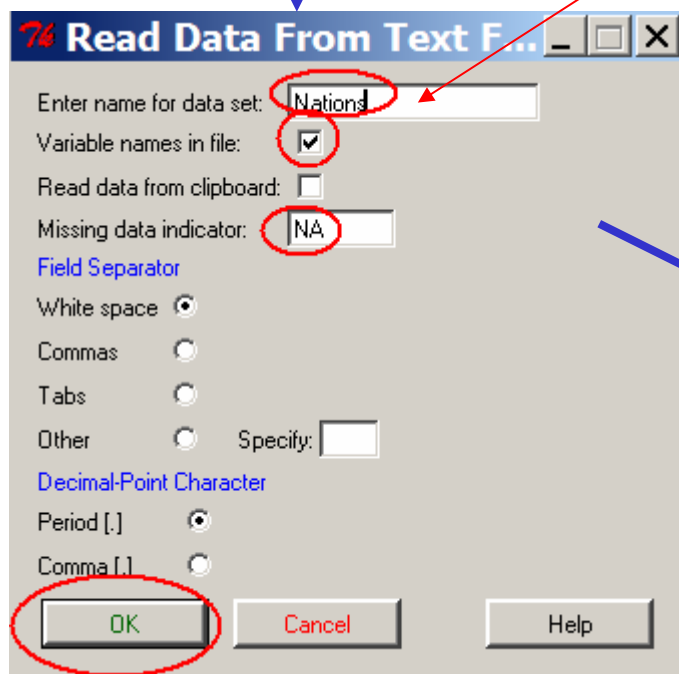 Read Data From Text F...
Enter name for data set: Nations
Variable names in file:
Read data from clipboard:
Missing data indicator: NA
Field Separator
White space
Commas
Tabs
Other Specify:
Decimal-Point Character
Period [.]
Comma [,]
OK Cancel Help